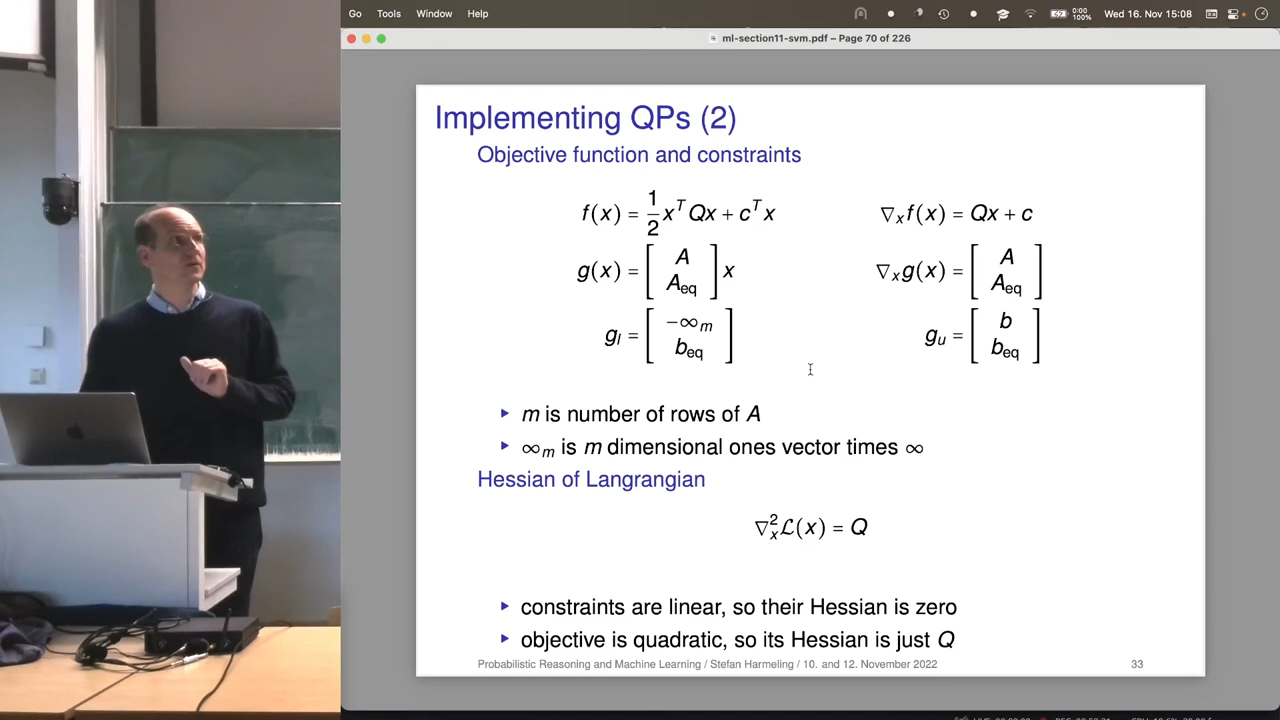 Go Tools Window Help 0:00 100% Wed 16. Nov 15:08
ml-section11-svm.pdf – Page 70 of 226
Implementing QPs (2)
Objective function and constraints
f(x) = 1/2 x^T Qx + c^T x ∇_x f(x) = Qx + c
g(x) = [ A A_eq ] x ∇_x g(x) = [ A A_eq ]
g_l = [ −∞_m b_eq ] g_u = [ b b_eq ]
▸ m is number of rows of A
▸ ∞_m is m dimensional ones vector times ∞
Hessian of Langrangian
∇²_x ℒ(x) = Q
▸ constraints are linear, so their Hessian is zero
▸ objective is quadratic, so its Hessian is just Q
Probabilistic Reasoning and Machine Learning / Stefan Harmeling / 10. and 12. November 2022 33